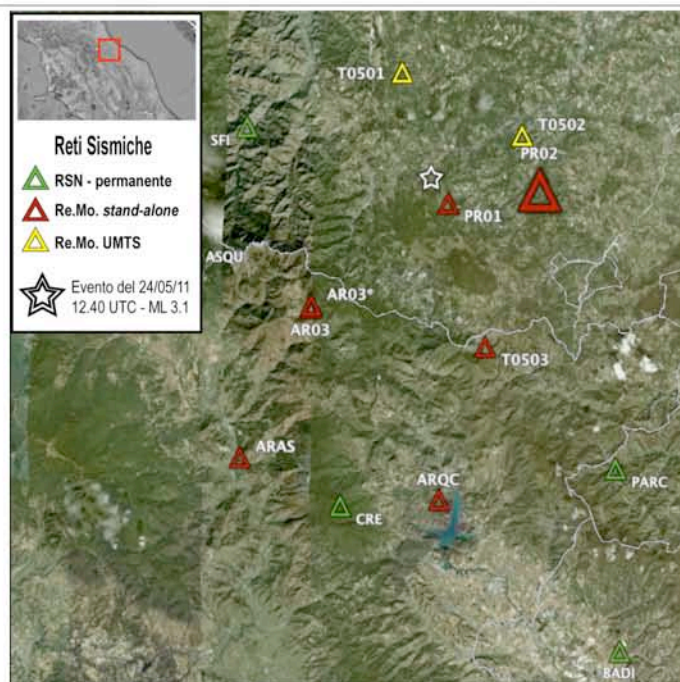 Reti Sismiche
RSN - permanente
Re.Mo. stand-alone
Re.Mo. UMTS
Evento del 24/05/11
12.40 UTC - ML 3.1
T0501
SFI
T0502
PR02
PR01
ASQU
AR03*
AR03
T0503
ARAS
ARQC
PARC
CRE
BADI